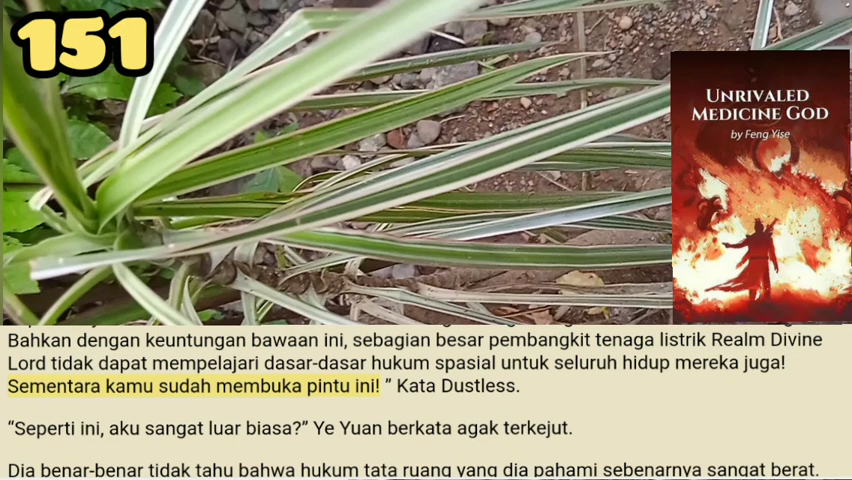 151
UNRIVALED
MEDICINE GOD
by Feng Yise
Bahkan dengan keuntungan bawaan ini, sebagian besar pembangkit tenaga listrik Realm Divine
Lord tidak dapat mempelajari dasar-dasar hukum spasial untuk seluruh hidup mereka juga!
Sementara kamu sudah membuka pintu ini! ” Kata Dustless.
“Seperti ini, aku sangat luar biasa?” Ye Yuan berkata agak terkejut.
Dia benar-benar tidak tahu bahwa hukum tata ruang yang dia pahami sebenarnya sangat berat.